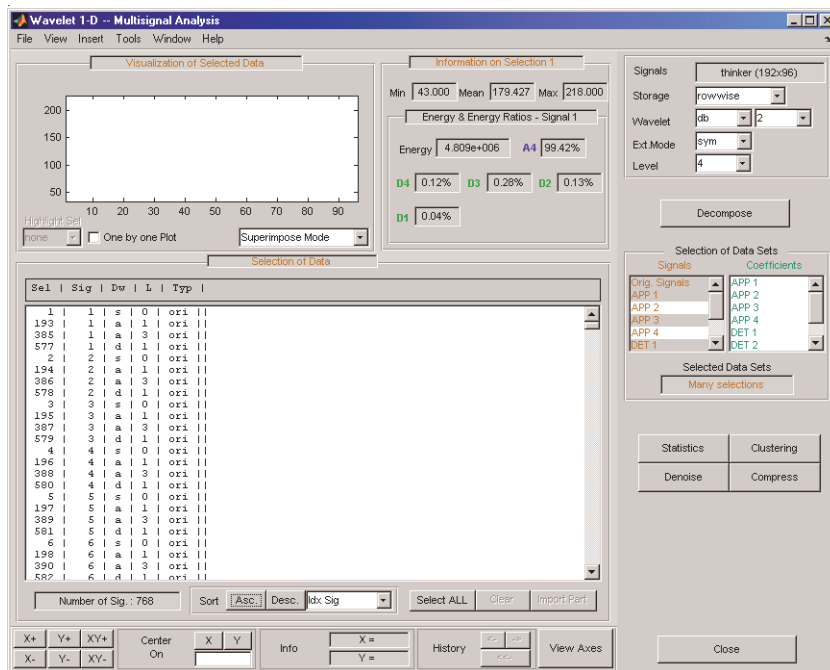 Wavelet 1-D -- Multisignal Analysis
File View Insert Tools Window Help
Visualization of Selected Data
200
150
100
50
10 20 30 40 50 60 70 80 90
Highlight Sel
none One by one Plot Superimpose Mode
Information on Selection 1
Min 43.000 Mean 179.427 Max 218.000
Energy & Energy Ratios - Signal 1
Energy 4.809e+006 A4 99.42%
D4 0.12% D3 0.28% D2 0.13%
D1 0.04%
Signals thinker (192x96)
Storage rowwise
Wavelet db 2
Ext.Mode sym
Level 4
Decompose
Selection of Data
Sel | Sig | Dw | L | Typ |
1 | 1 | s | 0 | ori ||
193 | 1 | a | 1 | ori ||
385 | 1 | a | 3 | ori ||
577 | 1 | d | 1 | ori ||
2 | 2 | s | 0 | ori ||
194 | 2 | a | 1 | ori ||
386 | 2 | a | 3 | ori ||
578 | 2 | d | 1 | ori ||
3 | 3 | s | 0 | ori ||
195 | 3 | a | 1 | ori ||
387 | 3 | a | 3 | ori ||
579 | 3 | d | 1 | ori ||
4 | 4 | s | 0 | ori ||
196 | 4 | a | 1 | ori ||
388 | 4 | a | 3 | ori ||
580 | 4 | d | 1 | ori ||
5 | 5 | s | 0 | ori ||
197 | 5 | a | 1 | ori ||
389 | 5 | a | 3 | ori ||
581 | 5 | d | 1 | ori ||
6 | 6 | s | 0 | ori ||
198 | 6 | a | 1 | ori ||
390 | 6 | a | 3 | ori ||
582 | 6 | d | 1 | ori ||
Number of Sig. : 768 Sort Asc. Desc. Idx Sig Select ALL Clear Import Part.
Selection of Data Sets
Signals Coefficients
Orig. Signals APP 1
APP 1 APP 2
APP 2 APP 3
APP 3 APP 4
APP 4 DET 1
DET 1 DET 2
Selected Data Sets
Many selections
Statistics Clustering
Denoise Compress
X+ Y+ XY+
X- Y- XY-
Center
On
X Y
Info
X =
Y =
History
<- ->
<<-
View Axes
Close